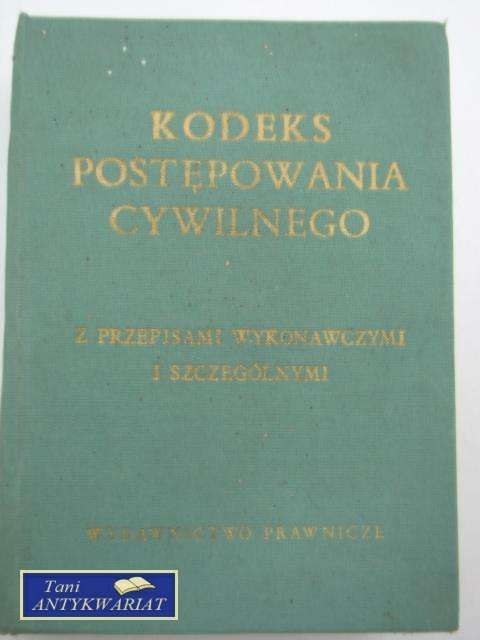 KODEKS
POSTĘPOWANIA
CYWILNEGO
Z PRZEPISAMI WYKONAWCZYMI
I SZCZEGÓLNYMI
WYDAWNICTWO PRAWNICZE
Tani
ANTYKWARIAT